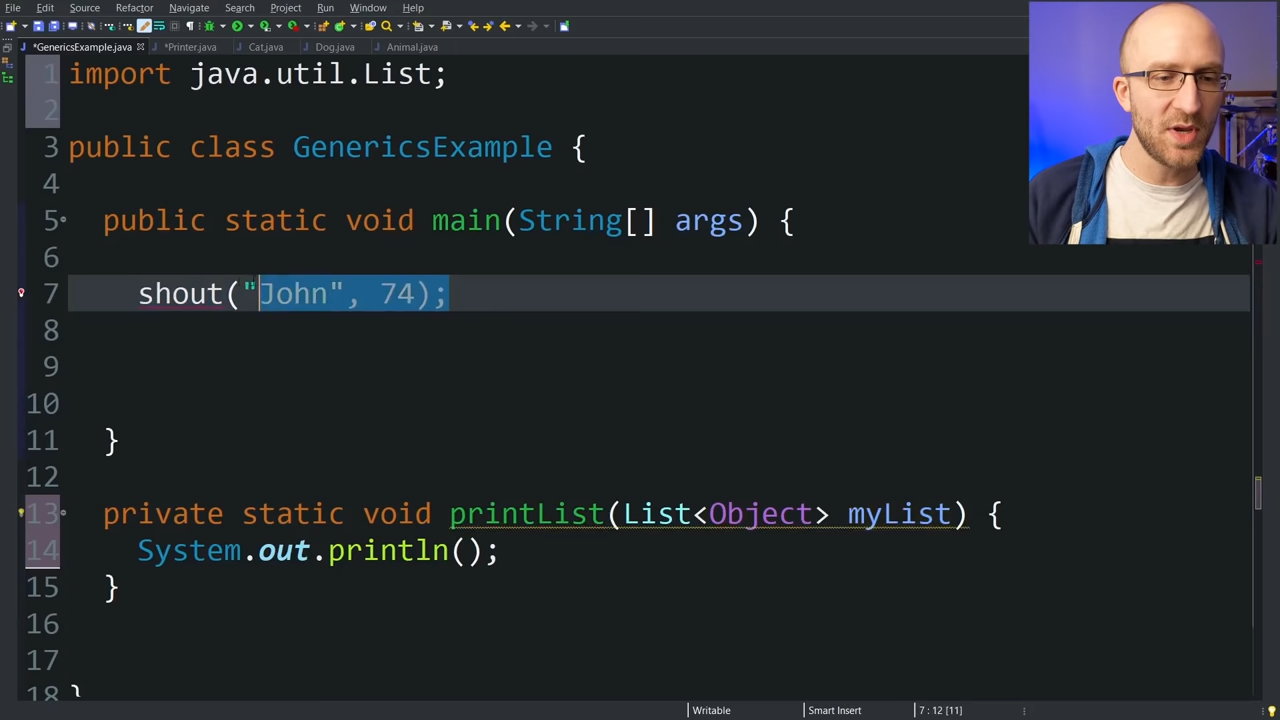 File Edit Source Refactor Navigate Search Project Run Window Help
*GenericsExample.java *Printer.java Cat.java Dog.java Animal.java
1 import java.util.List;
2
3 public class GenericsExample {
4
5 public static void main(String[] args) {
6
7 shout("John", 74);
8
9
10
11 }
12
13 private static void printList(List<Object> myList) {
14 System.out.println();
15 }
16
17
18 }
Writable Smart Insert 7 : 12 [11]